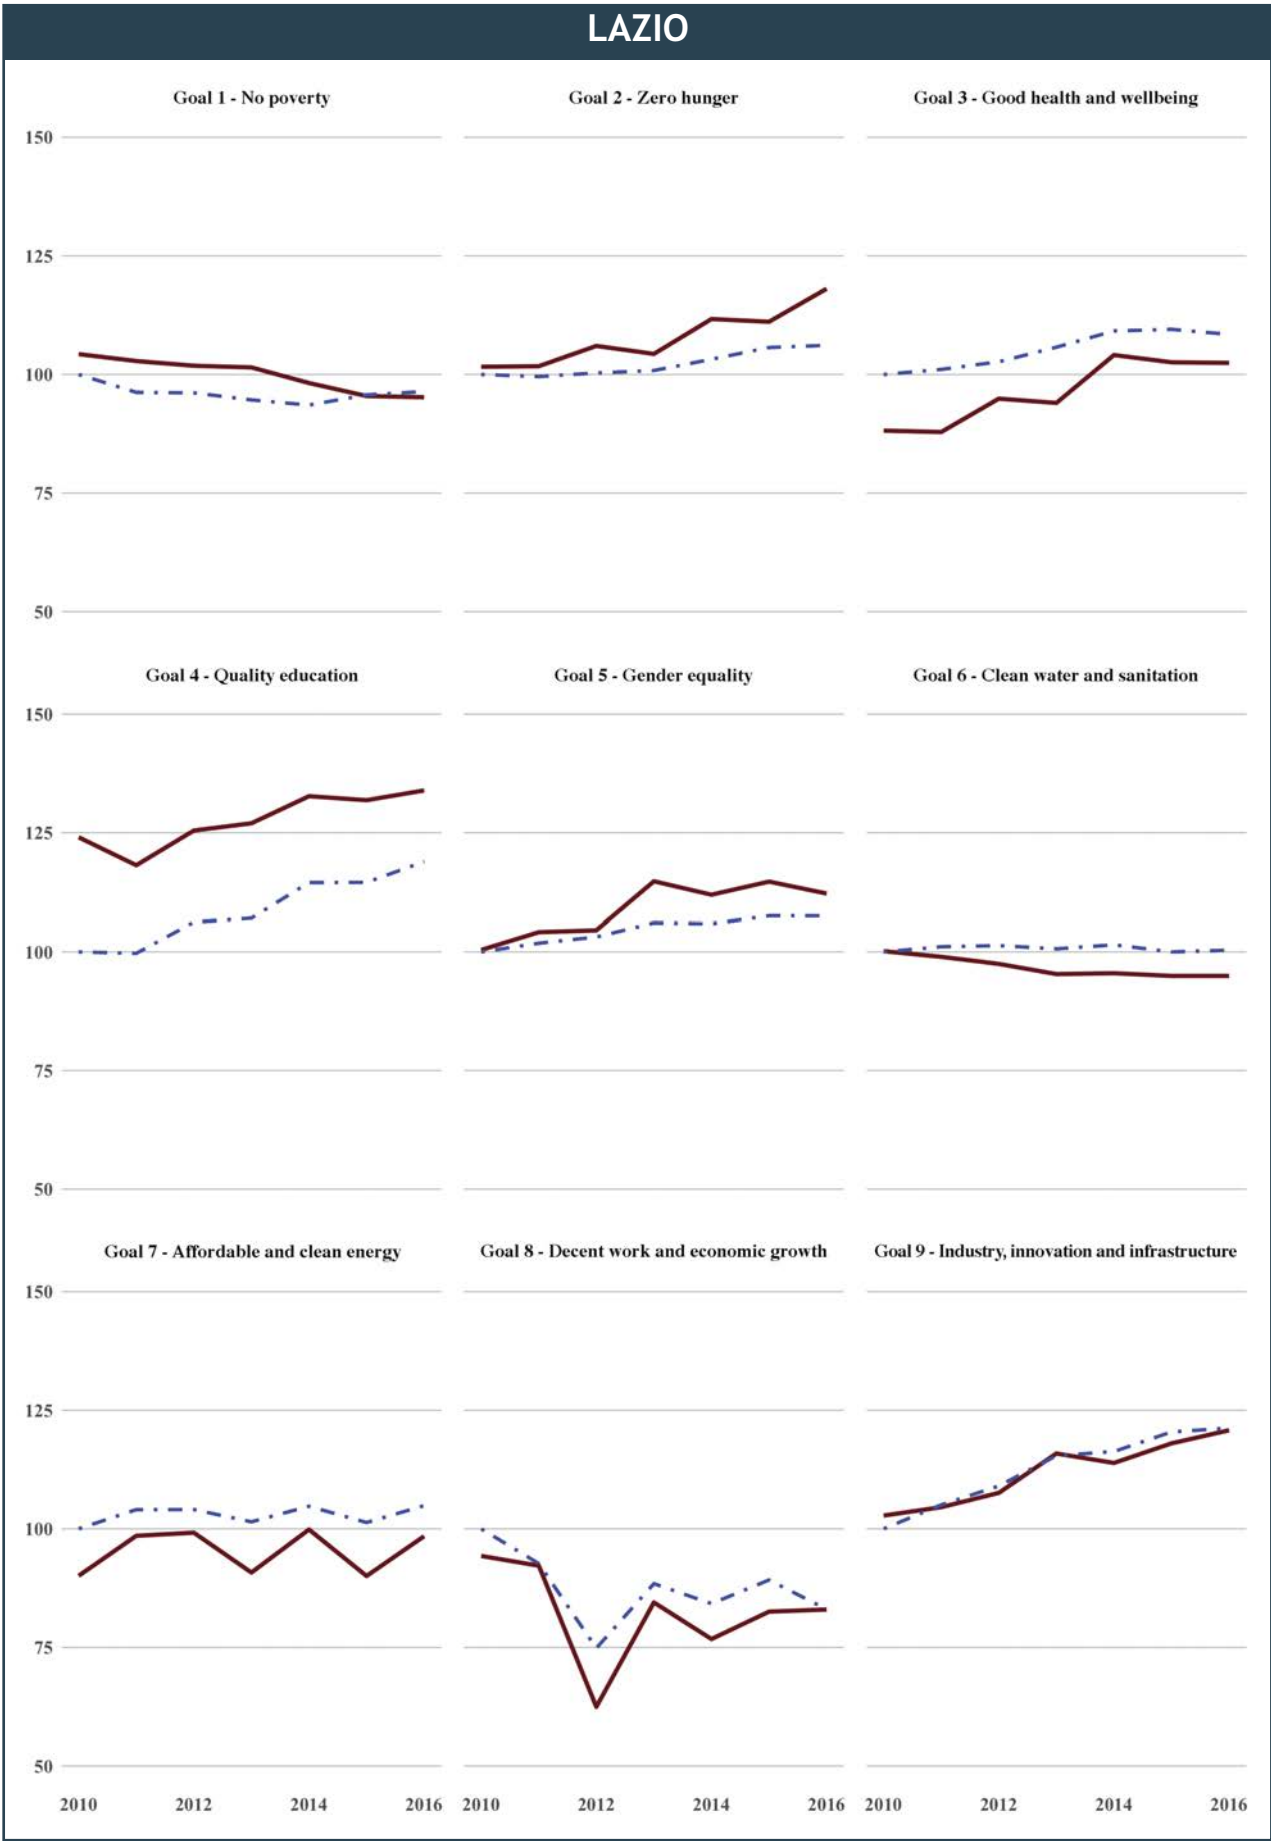 LAZIO
Goal 1 - No poverty
Goal 2 - Zero hunger
Goal 3 - Good health and wellbeing
150
125
100
75
50
Goal 4 - Quality education
Goal 5 - Gender equality
Goal 6 - Clean water and sanitation
150
125
100
75
50
Goal 7 - Affordable and clean energy
Goal 8 - Decent work and economic growth
Goal 9 - Industry, innovation and infrastructure
150
125
100
75
50
2010 2012 2014 2016
2010 2012 2014 2016
2010 2012 2014 2016